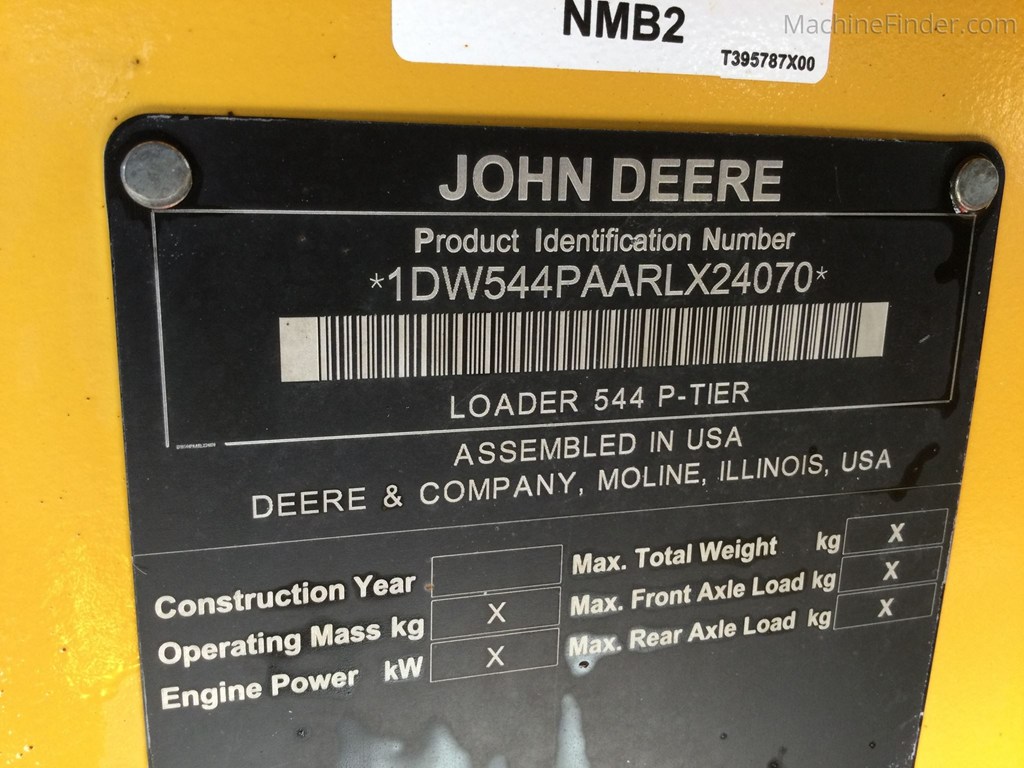 NMB2
T395787X00
MachineFinder.com
JOHN DEERE
Product Identification Number
*1DW544PAARLX24070*
LOADER 544 P-TIER
ASSEMBLED IN USA
DEERE & COMPANY, MOLINE, ILLINOIS, USA
Construction Year
Operating Mass kg X
Engine Power kW X
Max. Total Weight kg X
Max. Front Axle Load kg X
Max. Rear Axle Load kg X